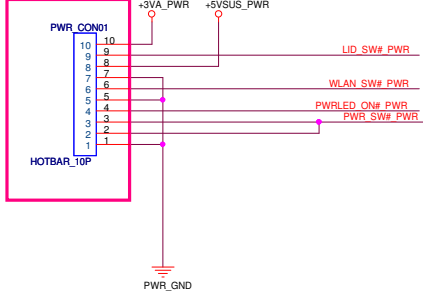 +3VA_PWR +5VSUS_PWR
PWR_CON01
10 10
9 9 LID_SW#_PWR
8 8
7 7
6 6 WLAN_SW#_PWR
5 5
4 4 PWRLED_ON#_PWR
3 3 PWR_SW#_PWR
2 2
1 1
HOTBAR_10P
PWR_GND